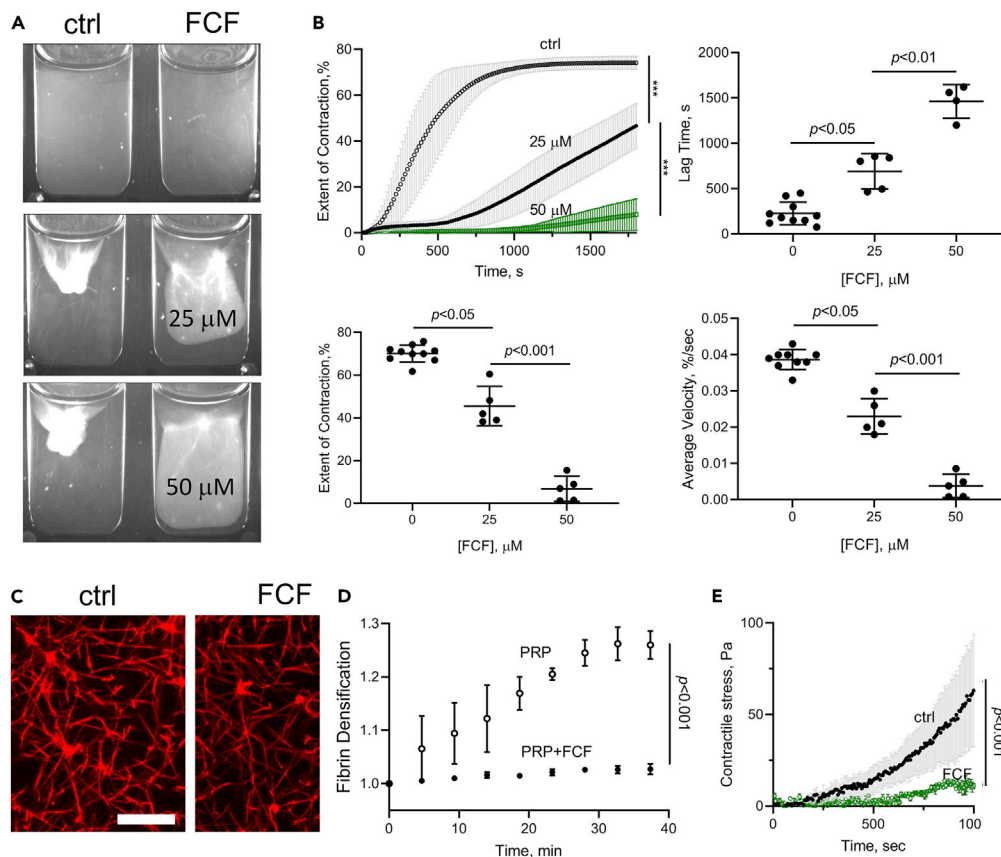 A
ctrl
FCF
25 μM
50 μM
B
80
60
40
20
0
Extent of Contraction,%
ctrl
25 μM
50 μM
***
***
0
500
1000
1500
Time, s
2000
1500
1000
500
0
Lag Time, s
p<0.05
p<0.01
0
25
50
[FCF], μM
80
60
40
20
0
Extent of Contraction,%
p<0.05
p<0.001
0
25
50
[FCF], μM
0.05
0.04
0.03
0.02
0.01
0.00
Average Velocity, %/sec
p<0.05
p<0.001
0
25
50
[FCF], μM
C
ctrl
FCF
D
1.3
1.2
1.1
1.0
Fibrin Densification
PRP
PRP+FCF
p<0.001
0
10
20
30
40
Time, min
E
100
50
0
Contractile stress, Pa
ctrl
FCF
p<0.001
0
500
100
Time, sec